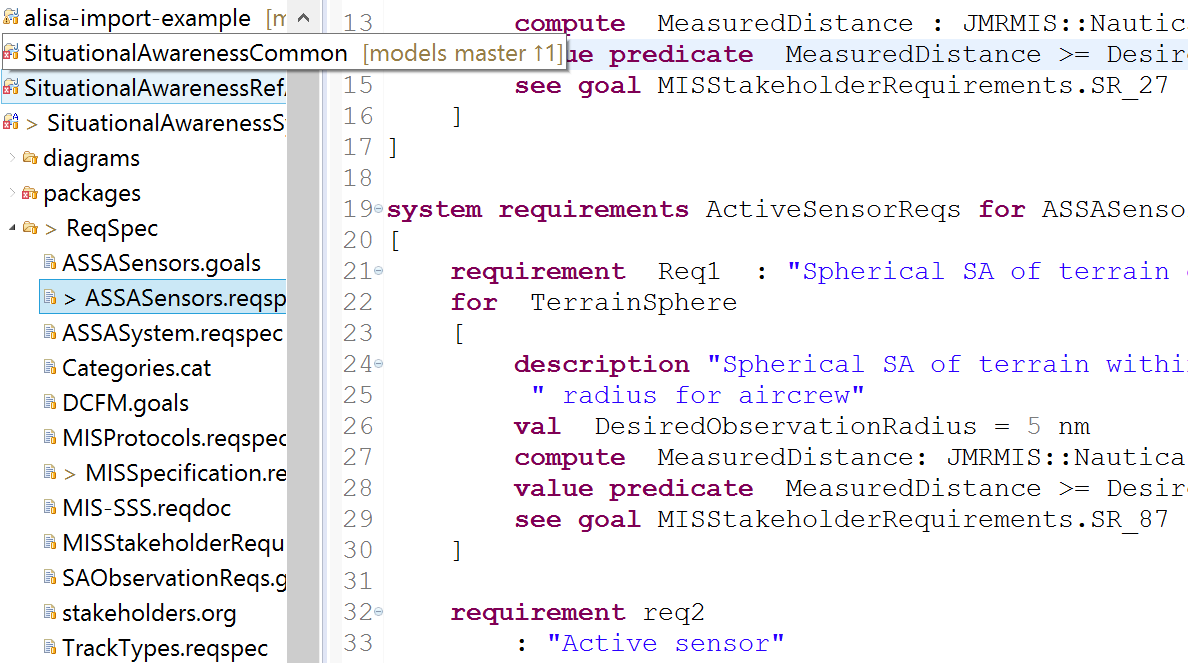 alisa-import-example [m
SituationalAwarenessCommon [models master ↑1]
SituationalAwarenessRef
> SituationalAwarenessS
diagrams
packages
> ReqSpec
ASSASensors.goals
> ASSASensors.reqsp
ASSASystem.reqspec
Categories.cat
DCFM.goals
MISProtocols.reqspec
> MISSpecification.re
MIS-SSS.reqdoc
MISStakeholderRequ
SAObservationReqs.g
stakeholders.org
TrackTypes.reqspec
13 compute MeasuredDistance : JMRMIS::Nautica
ue predicate MeasuredDistance >= Desir
15 see goal MISStakeholderRequirements.SR_27
16 ]
17 ]
18
19 system requirements ActiveSensorReqs for ASSASenso
20 [
21 requirement Req1 : "Spherical SA of terrain
22 for TerrainSphere
23 [
24 description "Spherical SA of terrain withi
25 " radius for aircrew"
26 val DesiredObservationRadius = 5 nm
27 compute MeasuredDistance: JMRMIS::Nautica
28 value predicate MeasuredDistance >= Desir
29 see goal MISStakeholderRequirements.SR_87
30 ]
31
32 requirement req2
33 : "Active sensor"